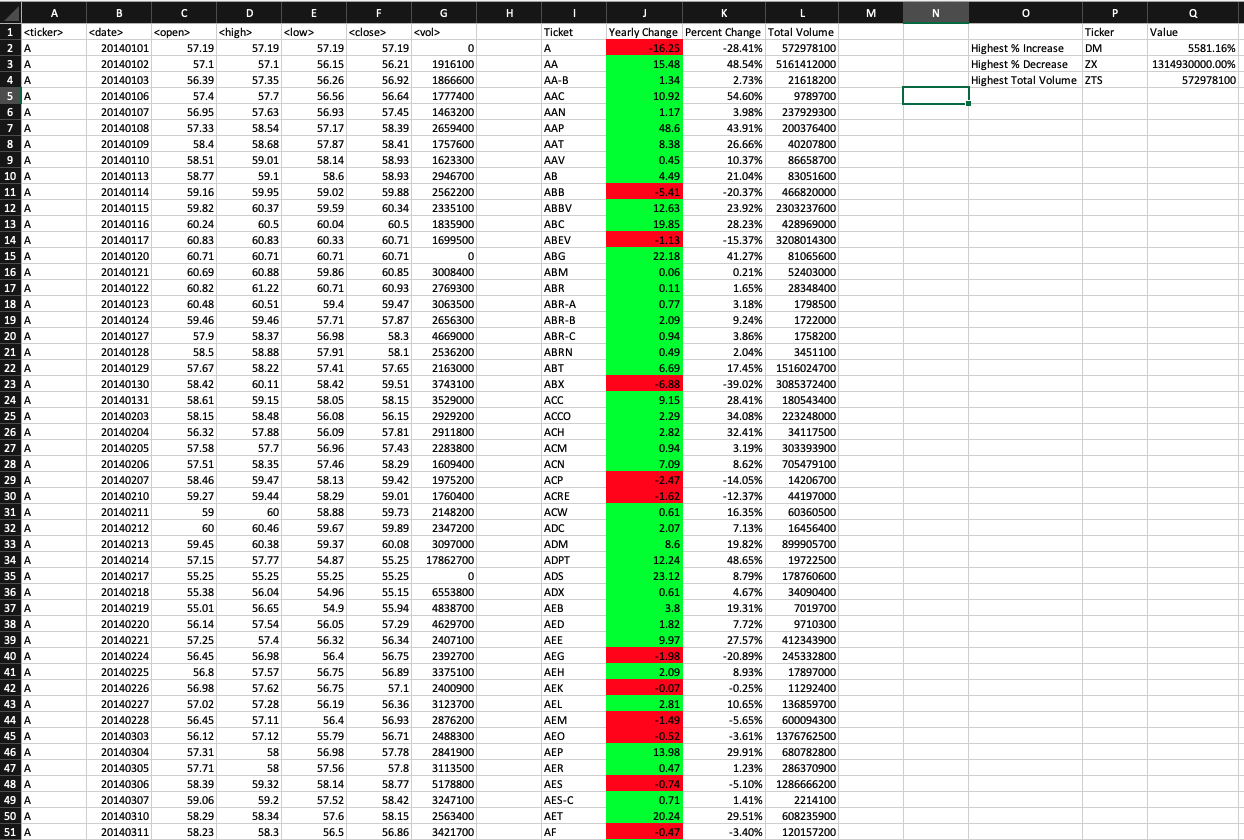 A B C D E F G H I J K L M N O P Q
1 <ticker> <date> <open> <high> <low> <close> <vol> Ticket Yearly Change Percent Change Total Volume Ticker Value
2 A 20140101 57.19 57.19 57.19 57.19 0 A -16.25 -28.41% 572978100 Highest % Increase DM 5581.16%
3 A 20140102 57.1 57.1 56.15 56.21 1916100 AA 15.48 48.54% 5161412000 Highest % Decrease ZX 1314930000.00%
4 A 20140103 56.39 57.35 56.26 56.92 1866600 AA-B 1.34 2.73% 21618200 Highest Total Volume ZTS 572978100
5 A 20140106 57.4 57.7 56.56 56.64 1777400 AAC 10.92 54.60% 9789700
6 A 20140107 56.95 57.63 56.93 57.45 1463200 AAN 1.17 3.98% 237929300
7 A 20140108 57.33 58.54 57.17 58.39 2659400 AAP 48.6 43.91% 200376400
8 A 20140109 58.4 58.68 57.87 58.41 1757600 AAT 8.38 26.66% 40207800
9 A 20140110 58.51 59.01 58.14 58.93 1623300 AAV 0.45 10.37% 86658700
10 A 20140113 58.77 59.1 58.6 58.93 2946700 AB 4.49 21.04% 83051600
11 A 20140114 59.16 59.95 59.02 59.88 2562200 ABB -5.41 -20.37% 466820000
12 A 20140115 59.82 60.37 59.59 60.34 2335100 ABBV 12.63 23.92% 2303237600
13 A 20140116 60.24 60.5 60.04 60.5 1835900 ABC 19.85 28.23% 428969000
14 A 20140117 60.83 60.83 60.33 60.71 1699500 ABEV -1.13 -15.37% 3208014300
15 A 20140120 60.71 60.71 60.71 60.71 0 ABG 22.18 41.27% 81065600
16 A 20140121 60.69 60.88 59.86 60.85 3008400 ABM 0.06 0.21% 52403000
17 A 20140122 60.82 61.22 60.71 60.93 2769300 ABR 0.11 1.65% 28348400
18 A 20140123 60.48 60.51 59.4 59.47 3063500 ABR-A 0.77 3.18% 1798500
19 A 20140124 59.46 59.46 57.71 57.87 2656300 ABR-B 2.09 9.24% 1722000
20 A 20140127 57.9 58.37 56.98 58.3 4669000 ABR-C 0.94 3.86% 1758200
21 A 20140128 58.5 58.88 57.91 58.1 2536200 ABRN 0.49 2.04% 3451100
22 A 20140129 57.67 58.22 57.41 57.65 2163000 ABT 6.69 17.45% 1516024700
23 A 20140130 58.42 60.11 58.42 59.51 3743100 ABX -6.88 -39.02% 3085372400
24 A 20140131 58.61 59.15 58.05 58.15 3529000 ACC 9.15 28.41% 180543400
25 A 20140203 58.15 58.48 56.08 56.15 2929200 ACCO 2.29 34.08% 223248000
26 A 20140204 56.32 57.88 56.09 57.81 2911800 ACH 2.82 32.41% 34117500
27 A 20140205 57.58 57.7 56.96 57.43 2283800 ACM 0.94 3.19% 303393900
28 A 20140206 57.51 58.35 57.46 58.29 1609400 ACN 7.09 8.62% 705479100
29 A 20140207 58.46 59.47 58.13 59.42 1975200 ACP -2.47 -14.05% 14206700
30 A 20140210 59.27 59.44 58.29 59.01 1760400 ACRE -1.62 -12.37% 44197000
31 A 20140211 59 60 58.88 59.73 2148200 ACW 0.61 16.35% 60360500
32 A 20140212 60 60.46 59.67 59.89 2347200 ADC 2.07 7.13% 16456400
33 A 20140213 59.45 60.38 59.37 60.08 3097000 ADM 8.6 19.82% 899905700
34 A 20140214 57.15 57.77 54.87 55.25 17862700 ADPT 12.24 48.65% 19722500
35 A 20140217 55.25 55.25 55.25 55.25 0 ADS 23.12 8.79% 178760600
36 A 20140218 55.38 56.04 54.96 55.15 6553800 ADX 0.61 4.67% 34090400
37 A 20140219 55.01 56.65 54.9 55.94 4838700 AEB 3.8 19.31% 7019700
38 A 20140220 56.14 57.54 56.05 57.29 4629700 AED 1.82 7.72% 9710300
39 A 20140221 57.25 57.4 56.32 56.34 2407100 AEE 9.97 27.57% 412343900
40 A 20140224 56.45 56.98 56.4 56.75 2392700 AEG -1.98 -20.89% 245332800
41 A 20140225 56.8 57.57 56.75 56.89 3375100 AEH 2.09 8.93% 17897000
42 A 20140226 56.98 57.62 56.75 57.1 2400900 AEK -0.07 -0.25% 11292400
43 A 20140227 57.02 57.28 56.19 56.36 3123700 AEL 2.81 10.65% 136859700
44 A 20140228 56.45 57.11 56.4 56.93 2876200 AEM -1.49 -5.65% 600094300
45 A 20140303 56.12 57.12 55.79 56.71 2488300 AEO -0.52 -3.61% 1376762500
46 A 20140304 57.31 58 56.98 57.78 2841900 AEP 13.98 29.91% 680782800
47 A 20140305 57.71 58 57.56 57.8 3113500 AER 0.47 1.23% 286370900
48 A 20140306 58.39 59.32 58.14 58.77 5178800 AES -0.74 -5.10% 1286666200
49 A 20140307 59.06 59.2 57.52 58.42 3247100 AES-C 0.71 1.41% 2214100
50 A 20140310 58.29 58.34 57.6 58.15 2563400 AET 20.24 29.51% 608235900
51 A 20140311 58.23 58.3 56.5 56.86 3421700 AF -0.47 -3.40% 120157200